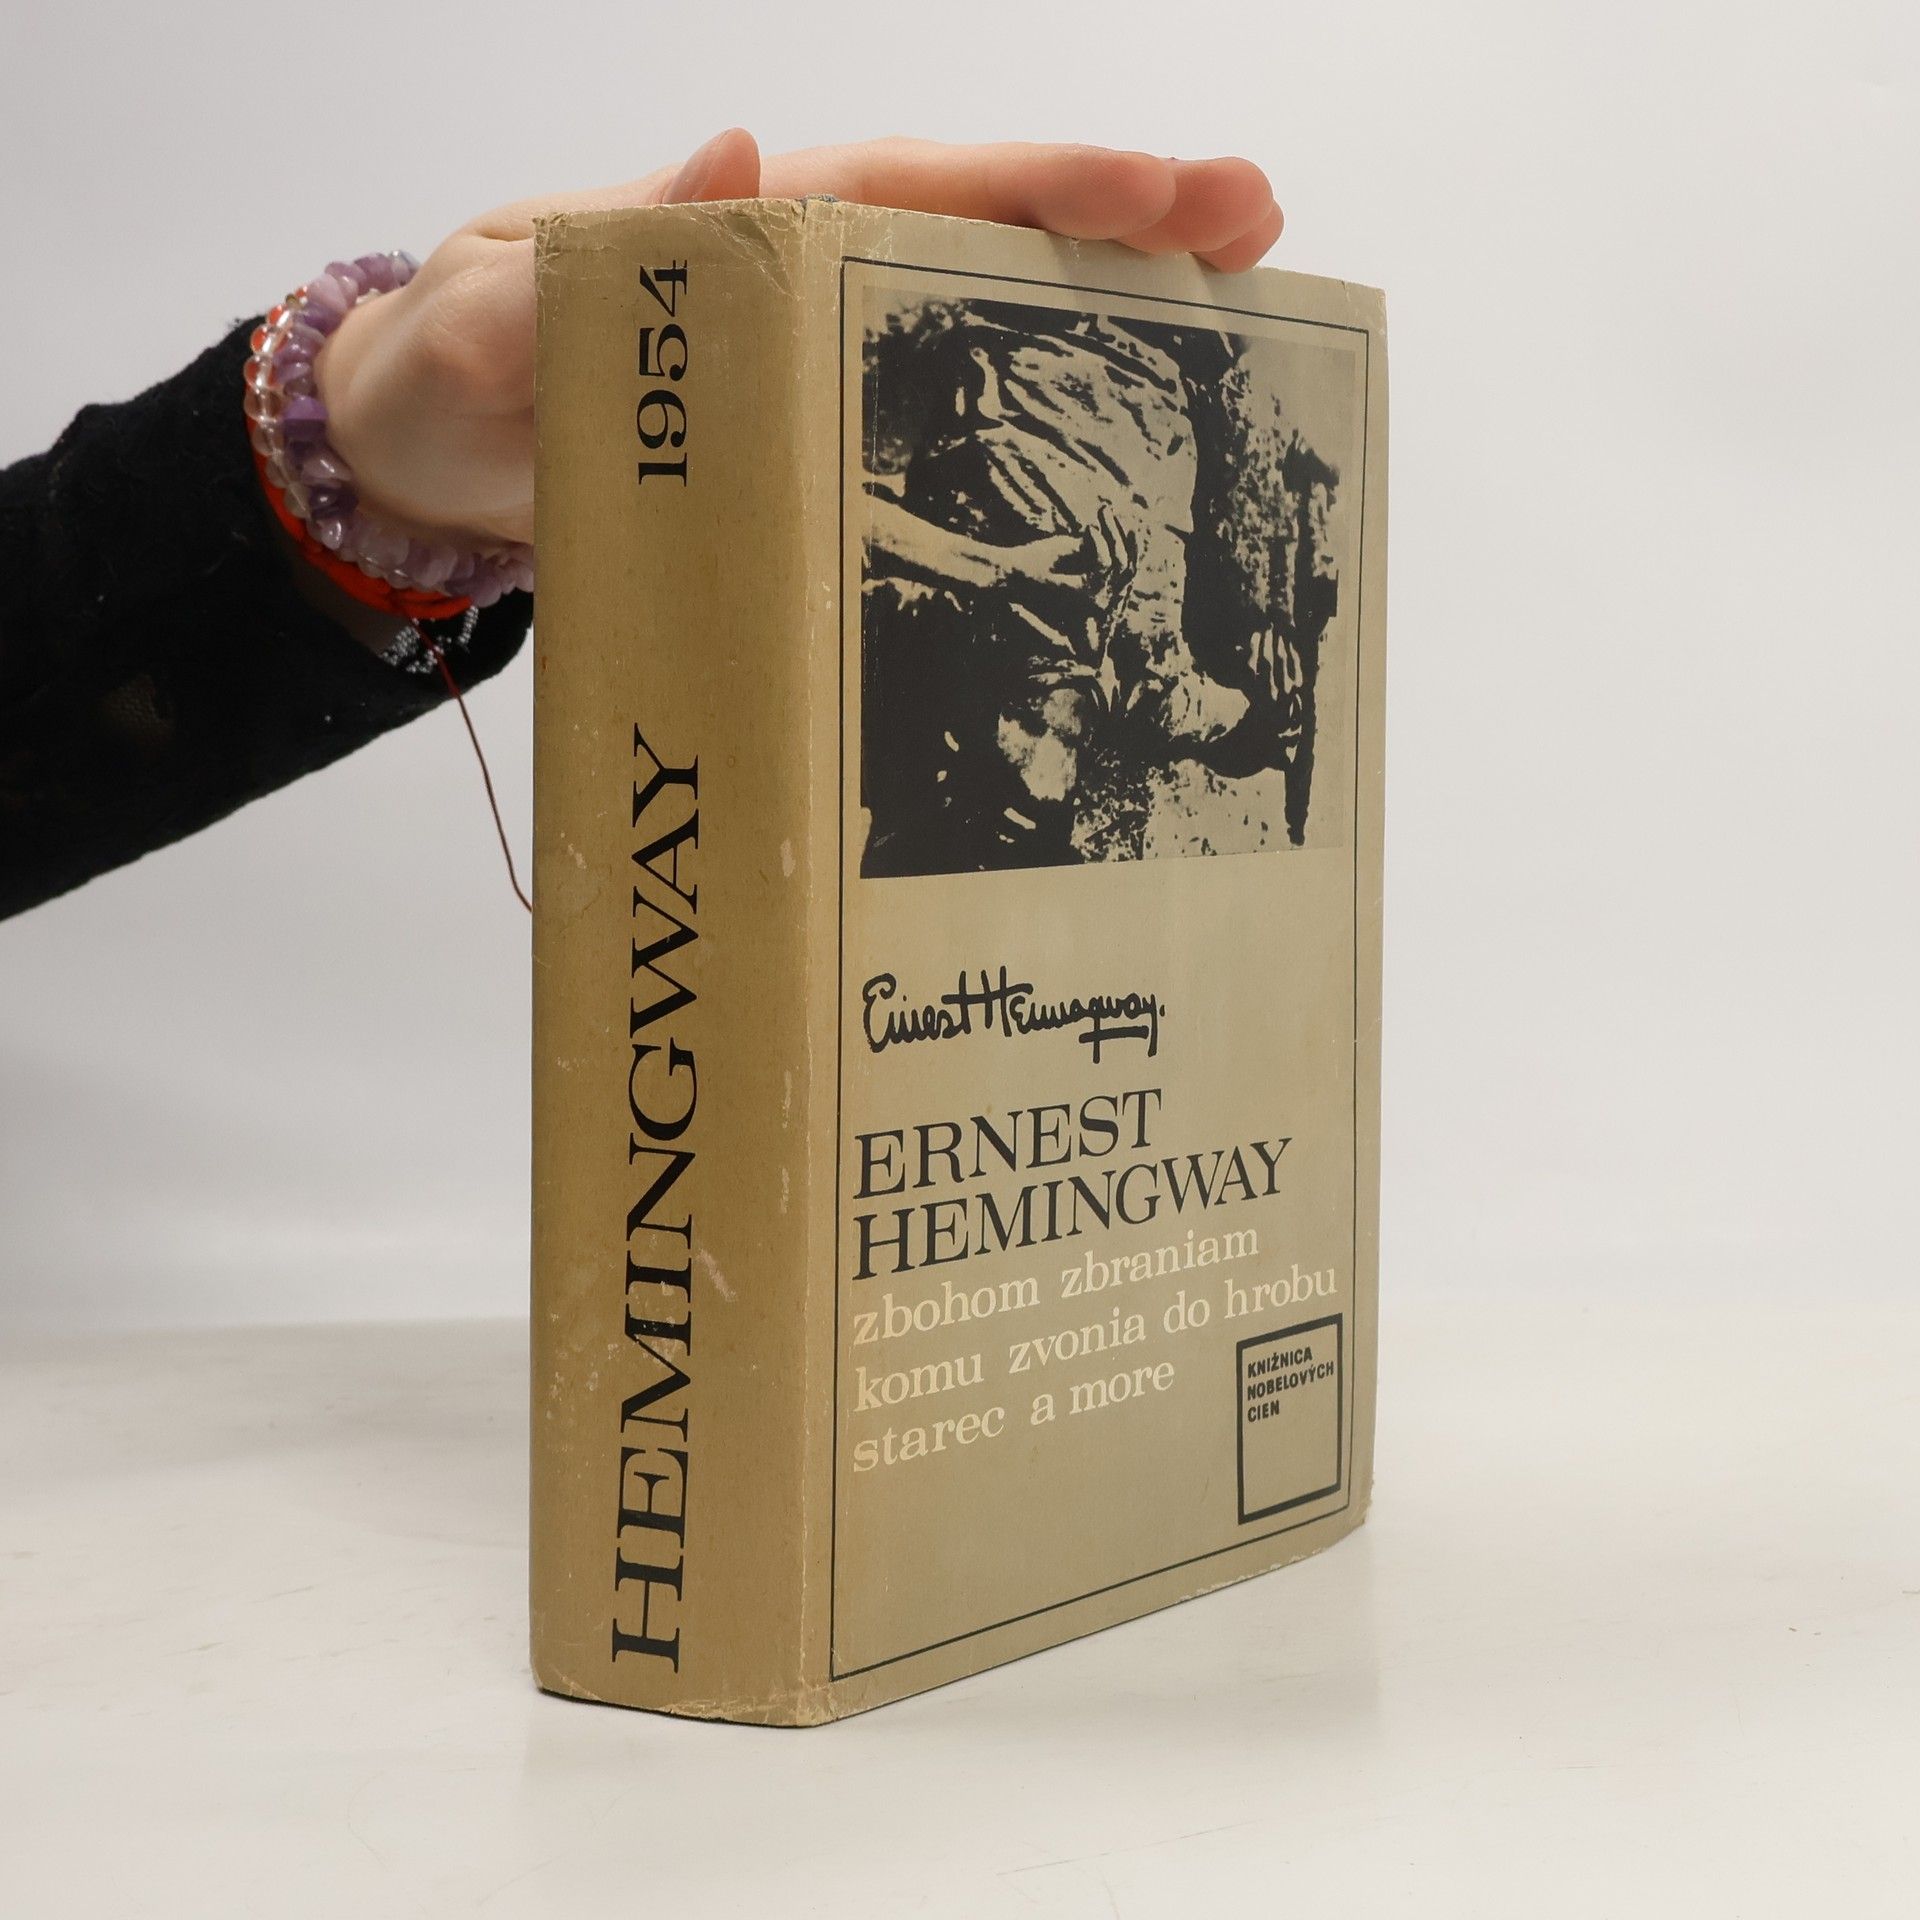 HEMINGWAY 1954
Ernest Hemingway.
ERNEST
HEMINGWAY
zbohom zbraniam
komu zvonia do hrobu
starec a more
KNIŽNICA
NOBELOVÝCH
CIEN